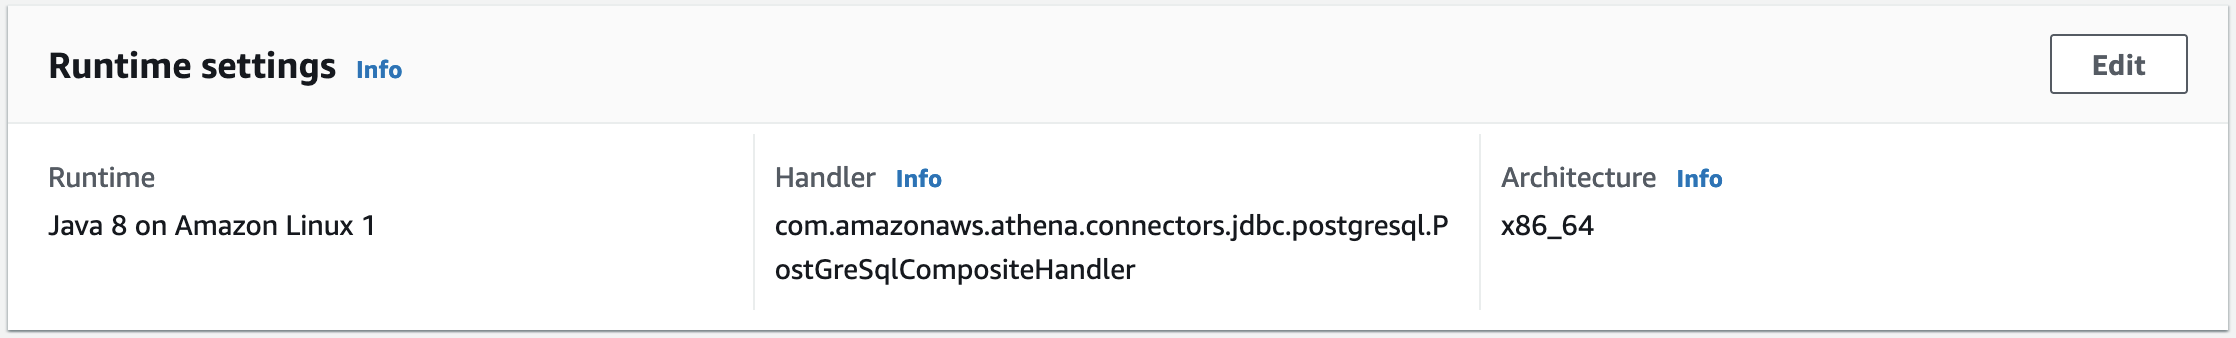 Runtime settings Info
Edit
Runtime
Java 8 on Amazon Linux 1
Handler Info
com.amazonaws.athena.connectors.jdbc.postgresql.P
ostGreSqlCompositeHandler
Architecture Info
x86_64